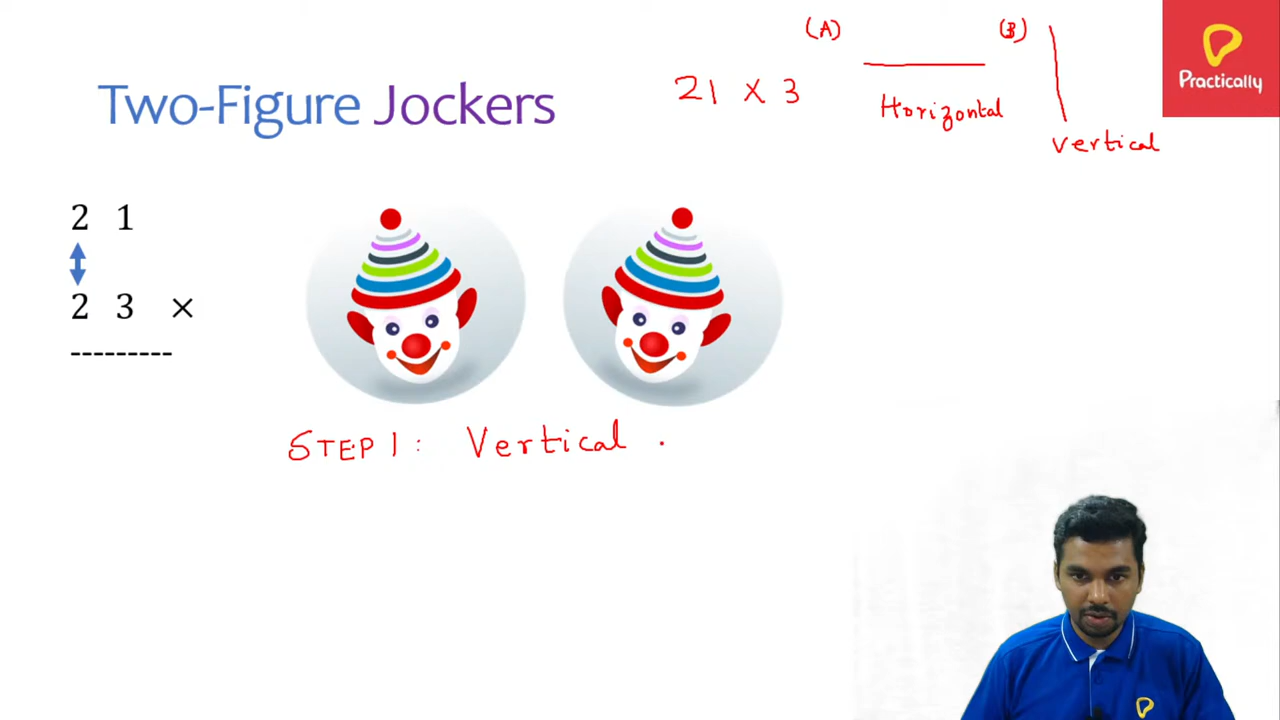 (A)
(B)
Practically
Two-Figure Jockers
21 × 3
Horizontal
vertical
2 1
2 3 ×
---------
STEP 1 : Vertical .